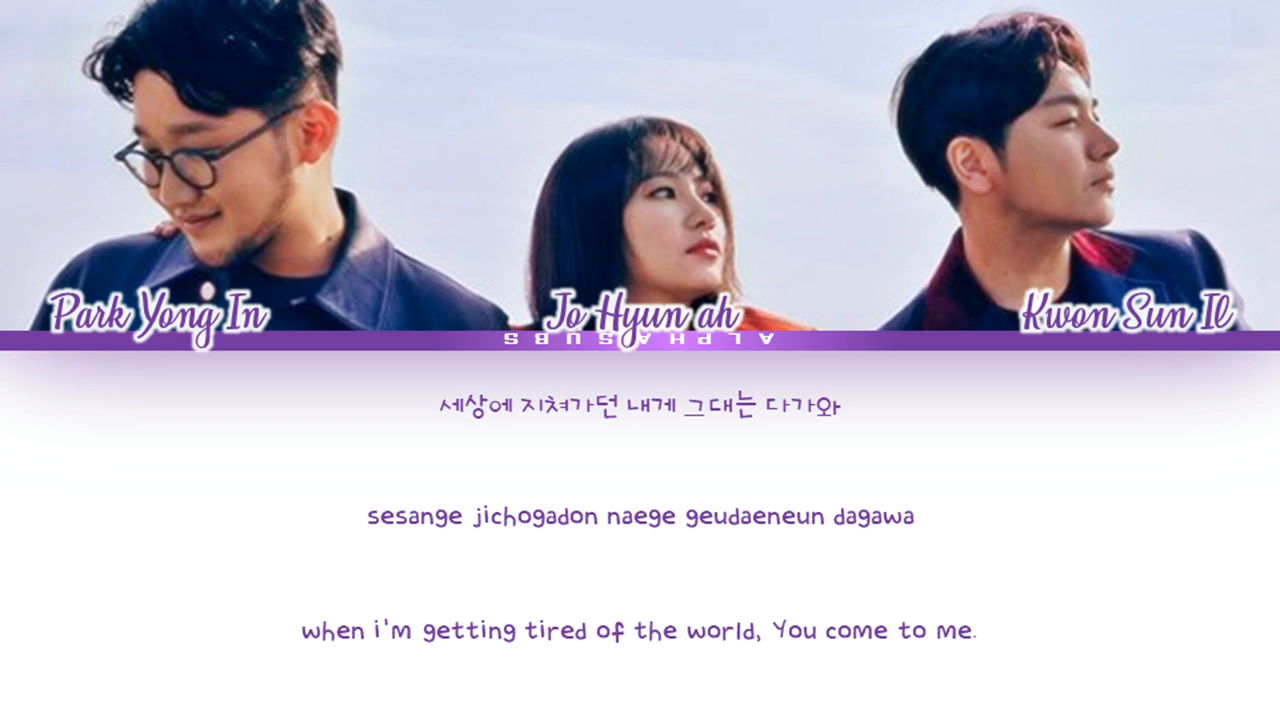 Park Yong In
Jo Hyun ah
Kwon Sun Il
ALPHASUBS
세상에 지쳐가던 내게 그대는 다가와
sesange jichogadon naege geudaeneun dagawa
when i'm getting tired of the world, You come to me.